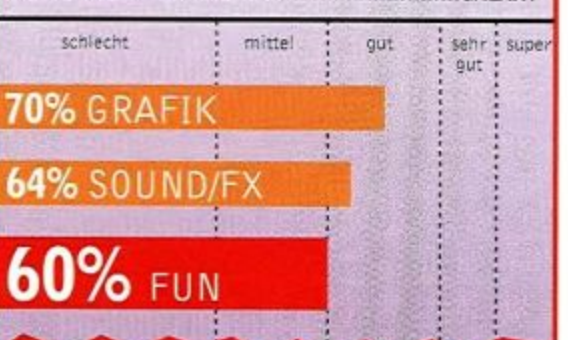 schlecht mittel gut sehr gut super
70% GRAFIK
64% SOUND/FX
60% FUN